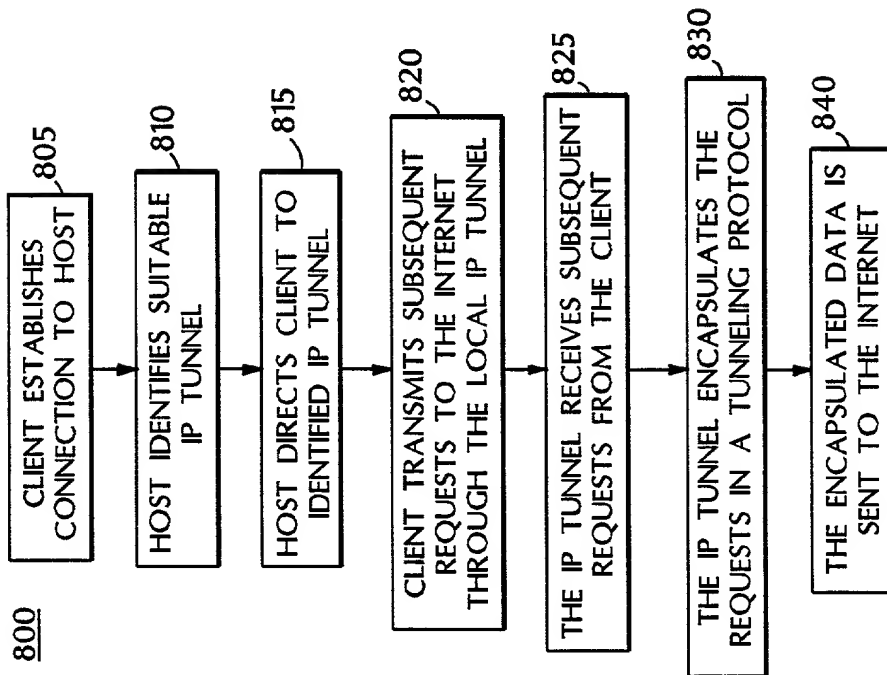 800
805
CLIENT ESTABLISHES
CONNECTION TO HOST
810
HOST IDENTIFIES SUITABLE
IP TUNNEL
815
HOST DIRECTS CLIENT TO
IDENTIFIED IP TUNNEL
820
CLIENT TRANSMITS SUBSEQUENT
REQUESTS TO THE INTERNET
THROUGH THE LOCAL IP TUNNEL
825
THE IP TUNNEL RECEIVES SUBSEQUENT
REQUESTS FROM THE CLIENT
830
THE IP TUNNEL ENCAPSULATES THE
REQUESTS IN A TUNNELING PROTOCOL
840
THE ENCAPSULATED DATA IS
SENT TO THE INTERNET